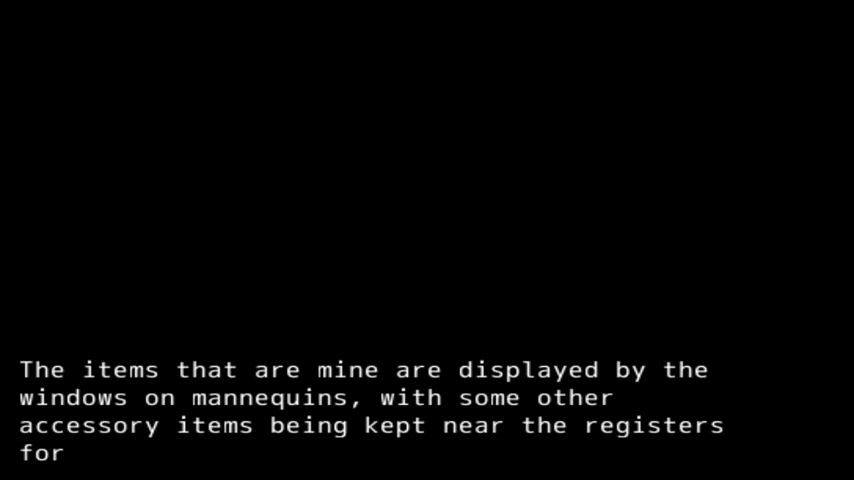 The items that are mine are displayed by the
windows on mannequins, with some other
accessory items being kept near the registers
for